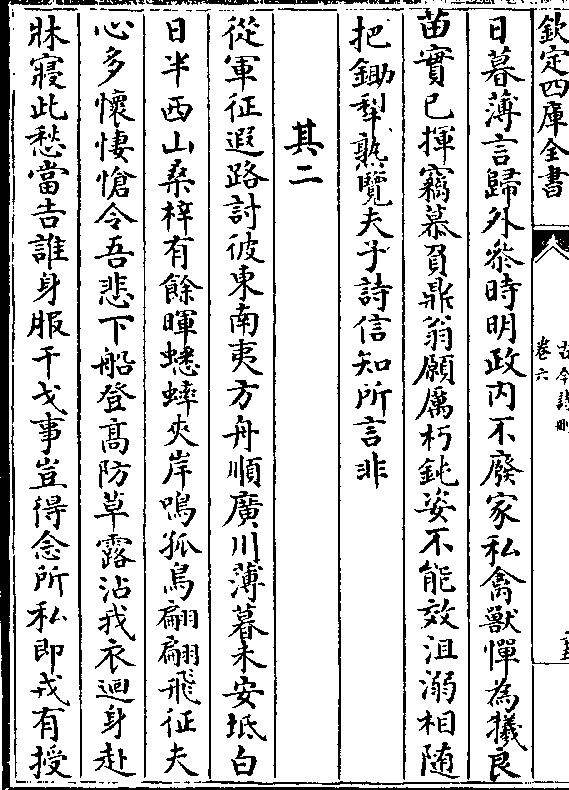 欽定四庫全書
古今詩刪
卷六
日暮薄言歸外參時明政内不廢家私禽獸憚為犧良
苗實已揮竊慕負鼎翁願厲朽鈍姿不能效沮溺相随
把鋤犁熟覽夫子詩信知所言非
其二
從軍征遐路討彼東南夷方舟順廣川薄暮未安坻白
日半西山桑梓有餘暉蟋蟀夾岸鳴孤鳥翩翩飛征夫
心多懷悽愴令吾悲下船登髙防草露沾我衣迴身赴
牀寢此愁當告誰身服干戈事豈得念所私即戎有授